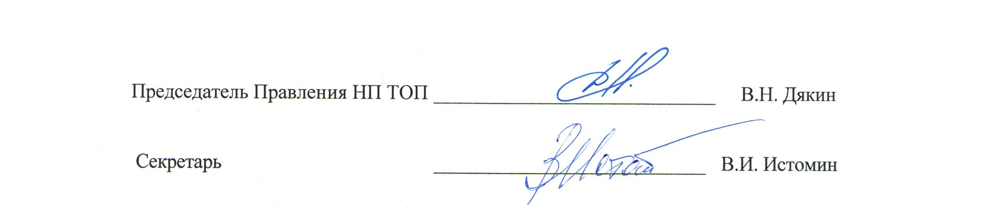 Председатель Правления НП ТОП В.Н. Дякин
Секретарь В.И. Истомин